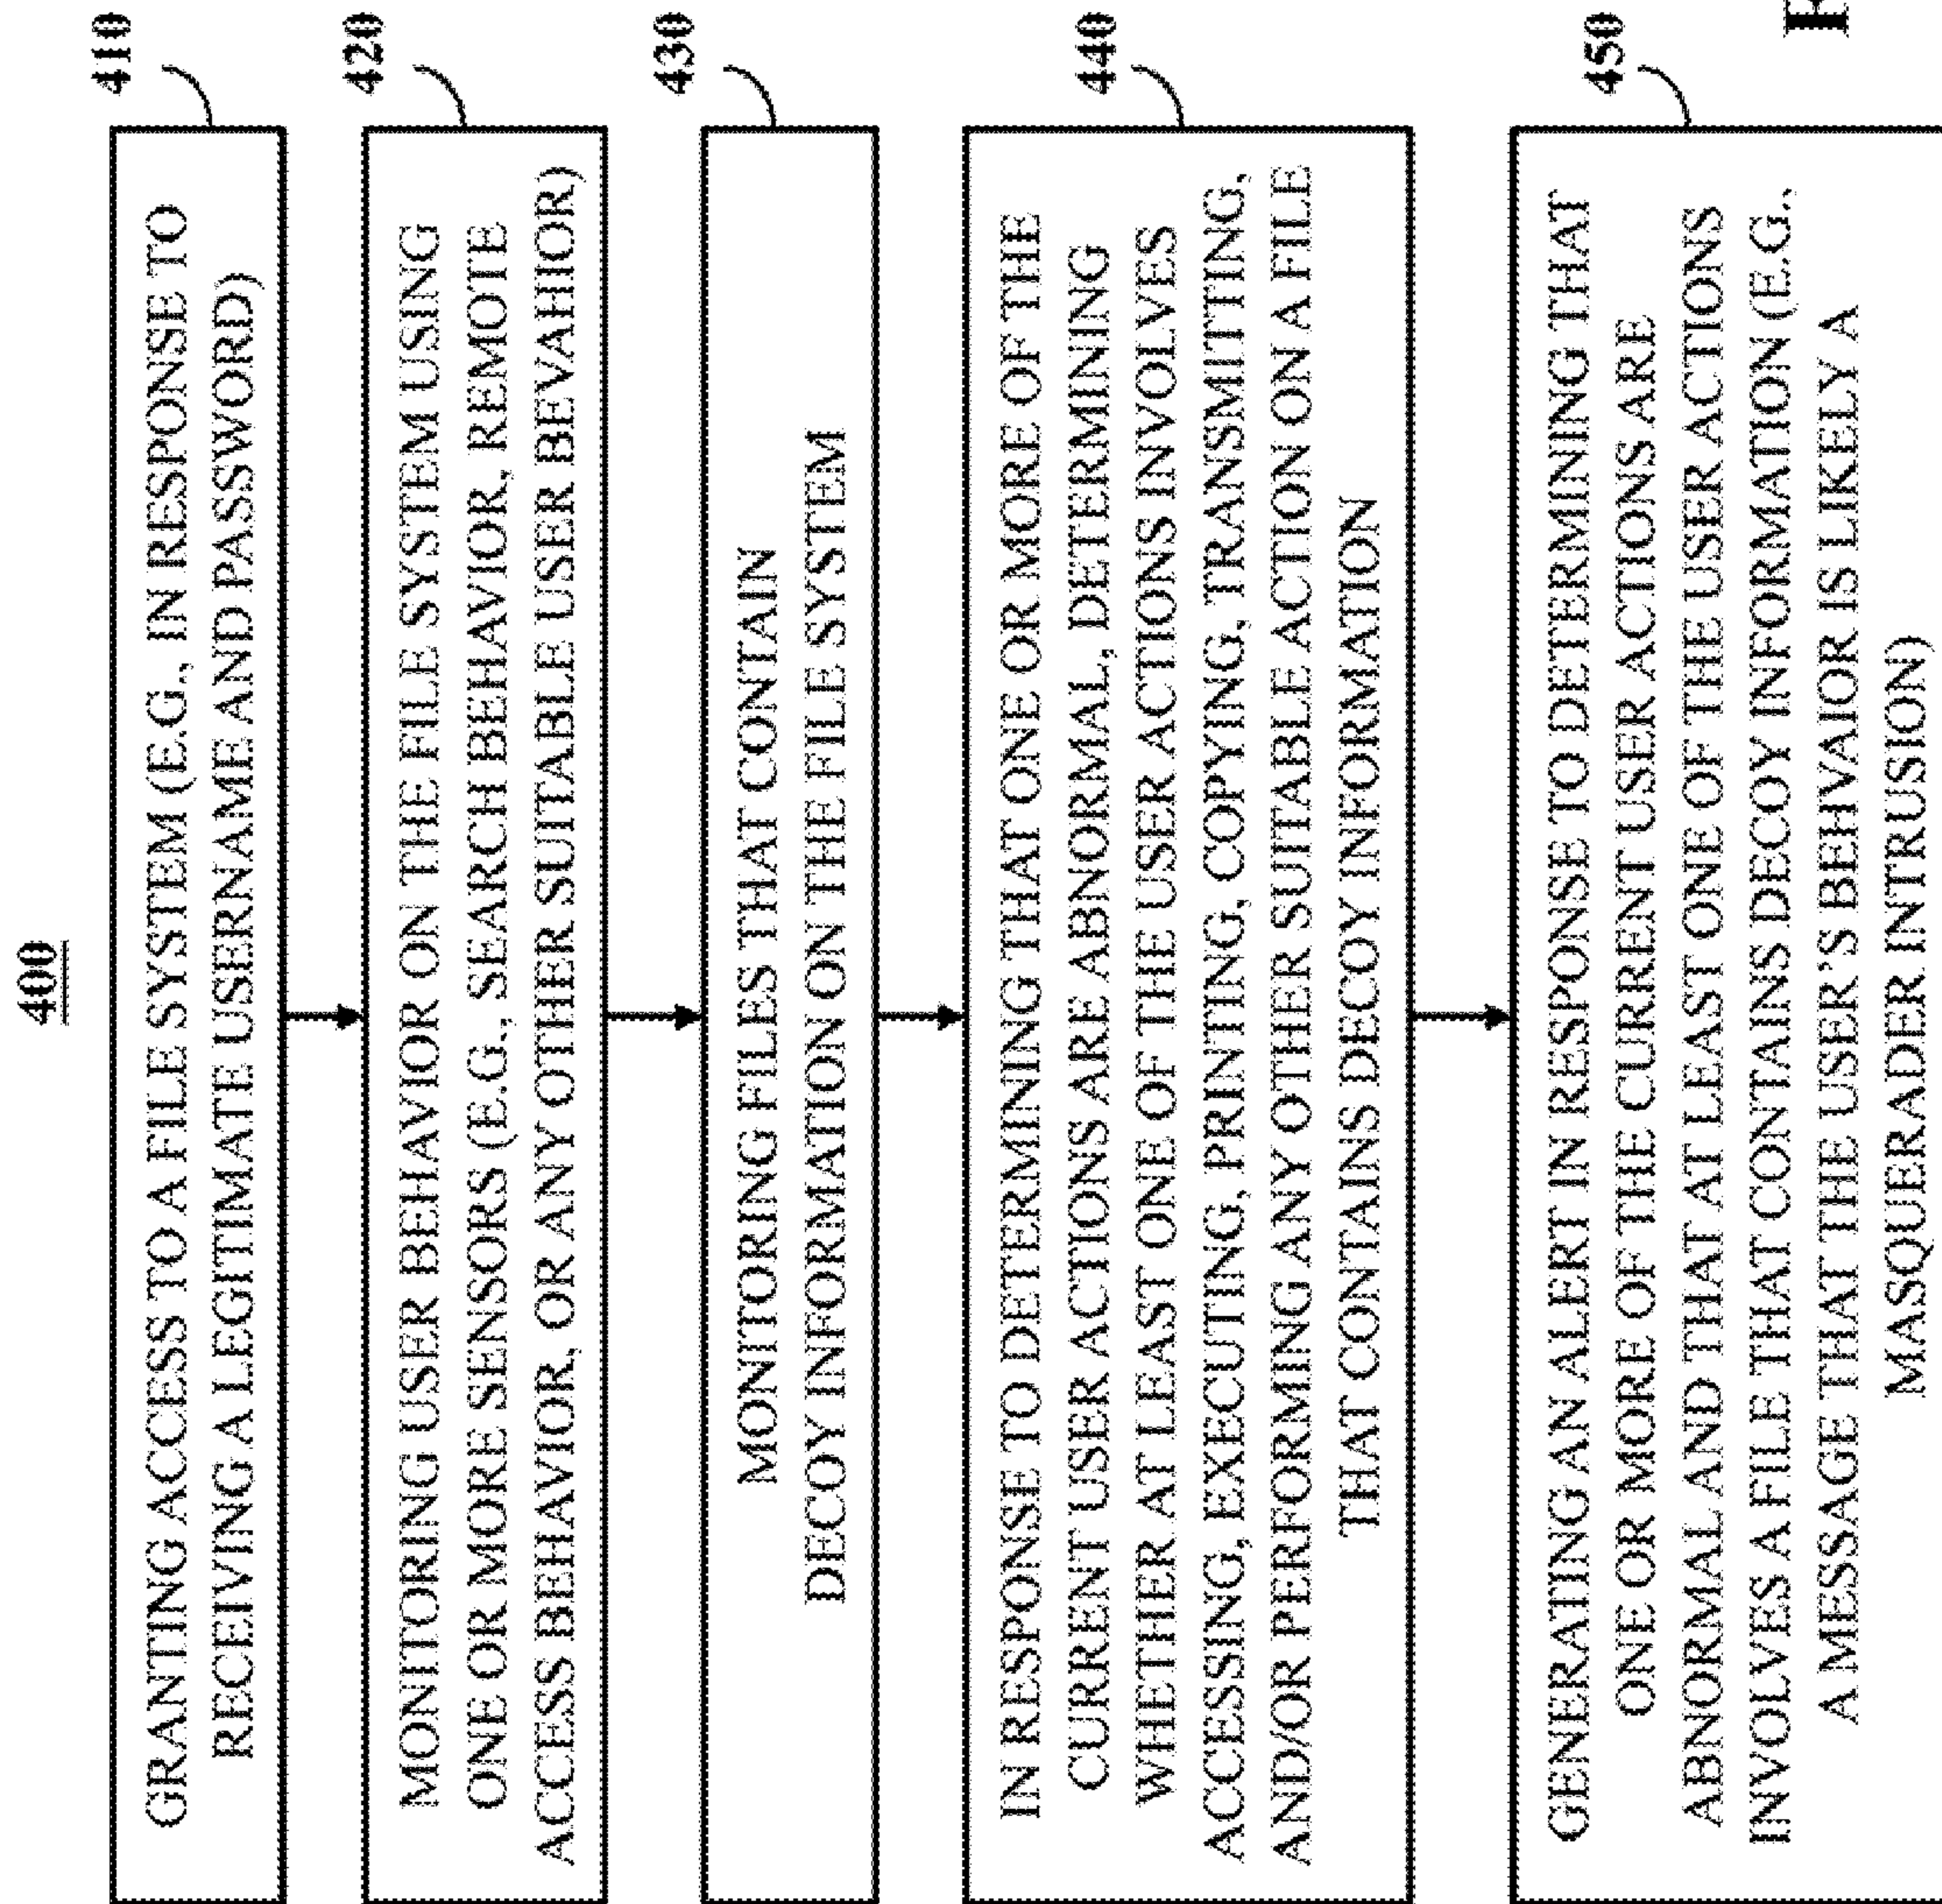 400
410
GRANTING ACCESS TO A FILE SYSTEM (E.G., IN RESPONSE TO
RECEIVING A LEGITIMATE USERNAME AND PASSWORD)
420
MONITORING USER BEHAVIOR ON THE FILE SYSTEM USING
ONE OR MORE SENSORS (E.G., SEARCH BEHAVIOR, REMOTE
ACCESS BEHAVIOR, OR ANY OTHER SUITABLE USER BEVAHIOR)
430
MONITORING FILES THAT CONTAIN
DECOY INFORMATION ON THE FILE SYSTEM
440
IN RESPONSE TO DETERMINING THAT ONE OR MORE OF THE
CURRENT USER ACTIONS ARE ABNORMAL, DETERMINING
WHETHER AT LEAST ONE OF THE USER ACTIONS INVOLVES
ACCESSING, EXECUTING, PRINTING, COPYING, TRANSMITTING,
AND/OR PERFORMING ANY OTHER SUITABLE ACTION ON A FILE
THAT CONTAINS DECOY INFORMATION
450
GENERATING AN ALERT IN RESPONSE TO DETERMINING THAT
ONE OR MORE OF THE CURRENT USER ACTIONS ARE
ABNORMAL AND THAT AT LEAST ONE OF THE USER ACTIONS
INVOLVES A FILE THAT CONTAINS DECOY INFORMATION (E.G.,
A MESSAGE THAT THE USER'S BEHVAIOR IS LIKELY A
MASQUERADER INTRUSION)